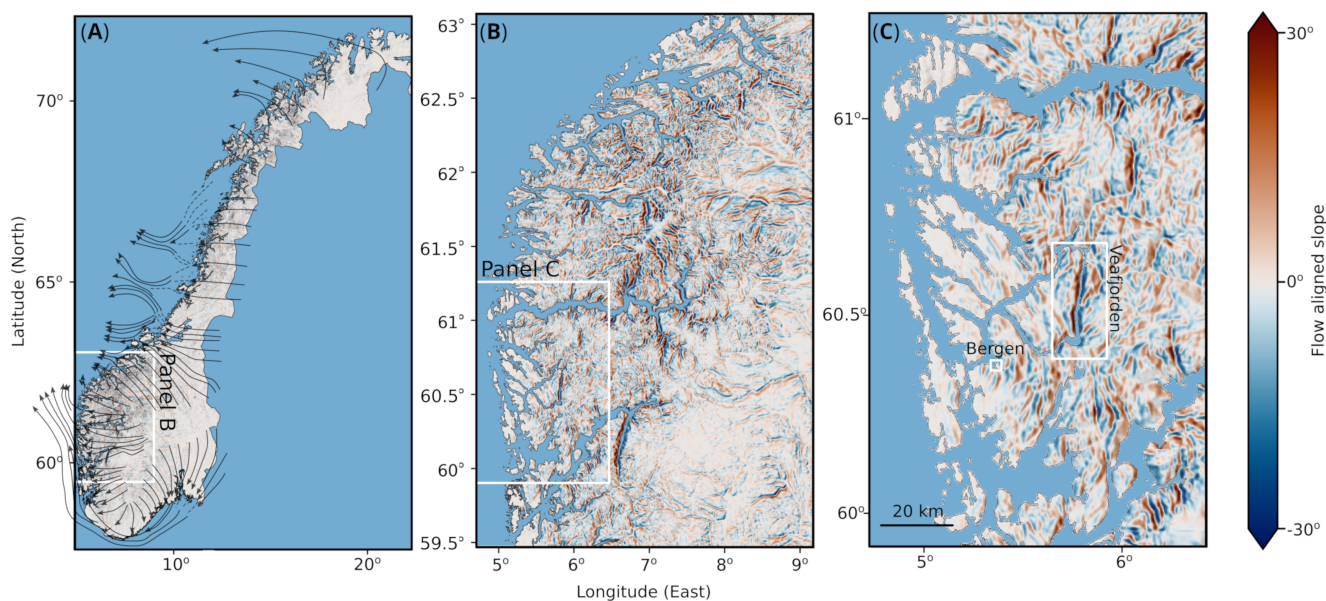 (A)
70°
65°
60°
Latitude (North)
Panel B
10°
20°
(B)
63°
62.5°
62°
61.5°
61°
60.5°
60°
59.5°
Panel C
5°
6°
7°
8°
9°
Longitude (East)
(C)
61°
60.5°
60°
Veafjorden
Bergen
20 km
5°
6°
30°
0°
-30°
Flow aligned slope